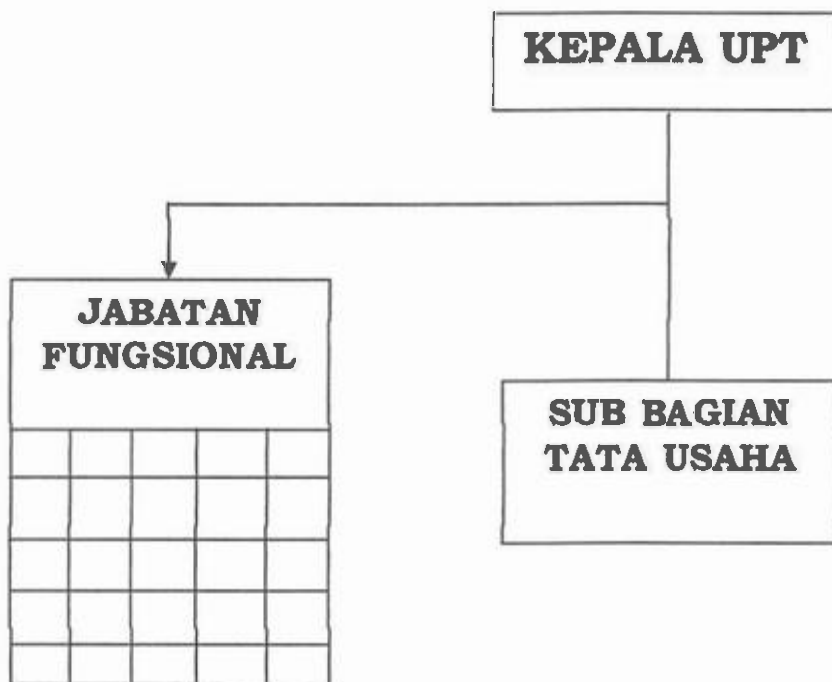 KEPALA UPT
JABATAN
FUNGSIONAL
SUB BAGIAN
TATA USAHA